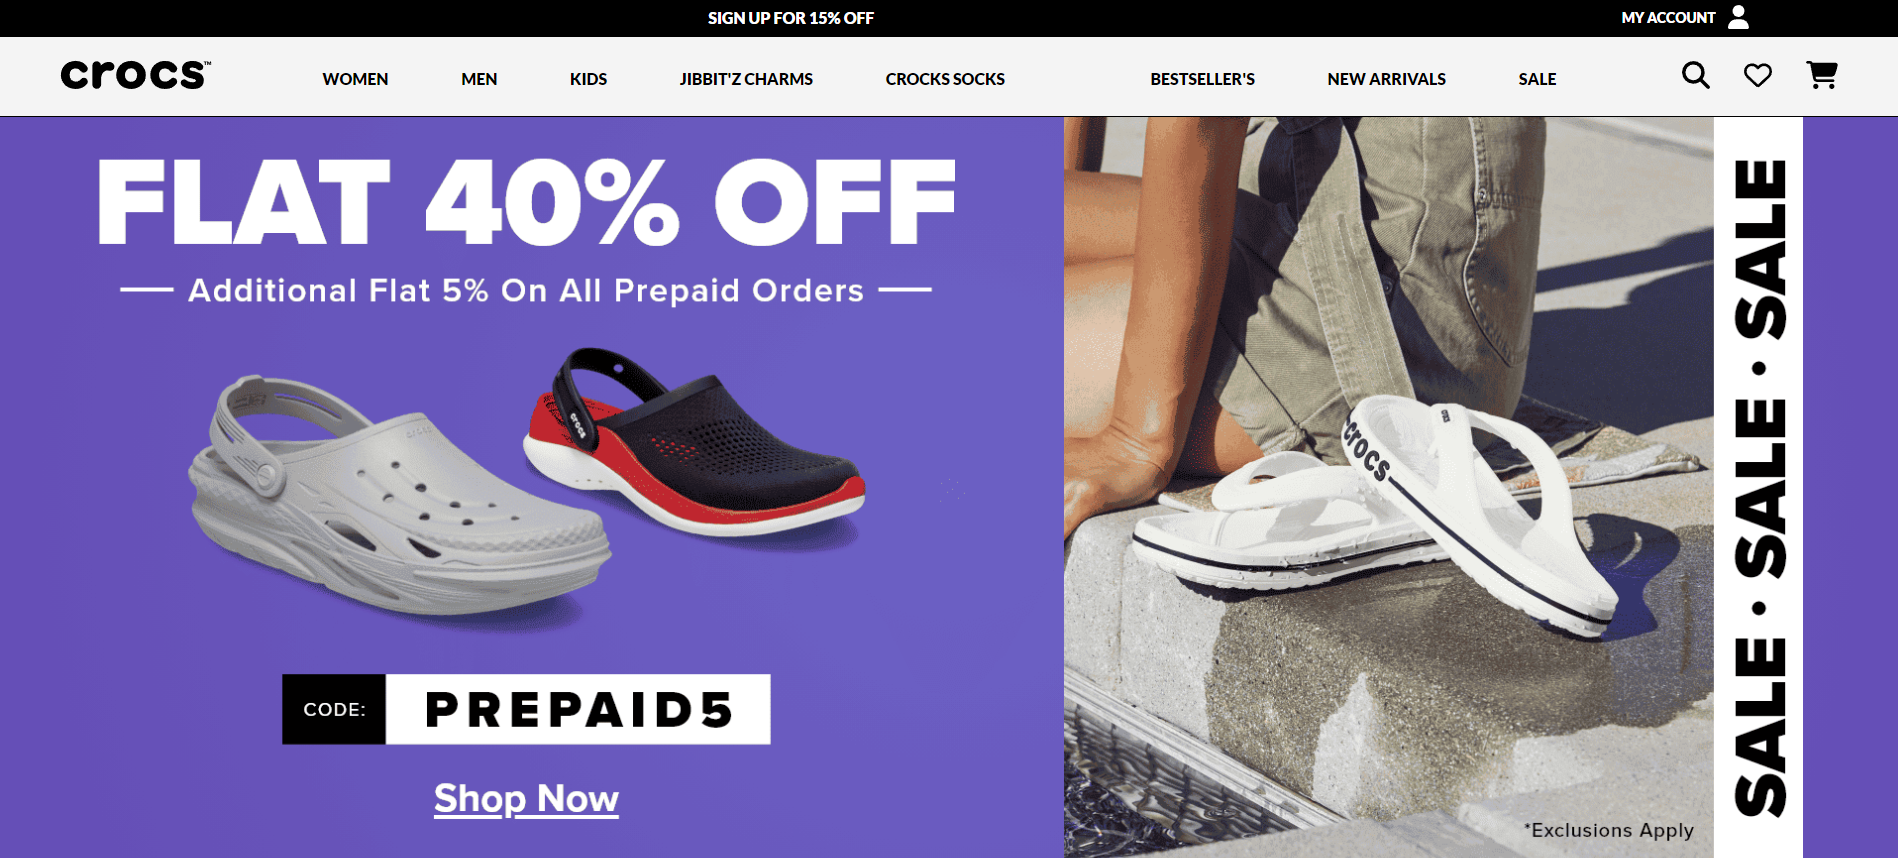 SIGN UP FOR 15% OFF
MY ACCOUNT
crocs™
WOMEN
MEN
KIDS
JIBBIT'Z CHARMS
CROCKS SOCKS
BESTSELLER'S
NEW ARRIVALS
SALE
FLAT 40% OFF
Additional Flat 5% On All Prepaid Orders
crocs
crocs
crocs
crocs
CODE:
PREPAID5
Shop Now
SALE • SALE • SALE
*Exclusions Apply